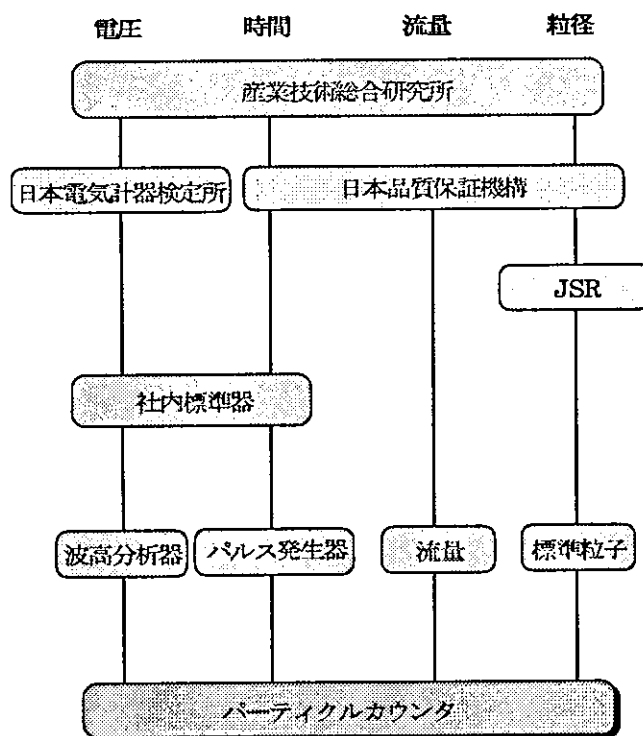 電圧 時間 流量 粒径
産業技術総合研究所
日本電気計器検定所 日本品質保証機構
JSR
社内標準器
波高分析器 パルス発生器 流量 標準粒子
パーティクルカウンタ